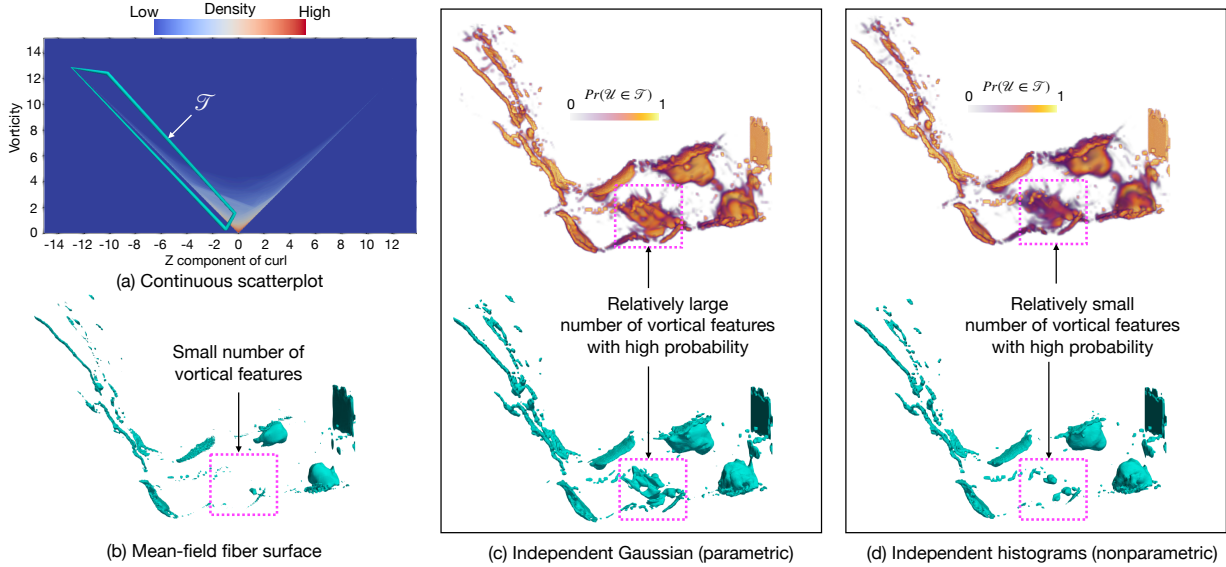 Low Density High
Vorticity
14
12
10
8
6
4
2
0
𝒯
-14 -12 -10 -8 -6 -4 -2 0 2 4 6 8 10 12
Z component of curl
(a) Continuous scatterplot
Small number of
vortical features
(b) Mean-field fiber surface
Pr(𝒰 ∈ 𝒯)
0 1
Relatively large
number of vortical features
with high probability
(c) Independent Gaussian (parametric)
Pr(𝒰 ∈ 𝒯)
0 1
Relatively small
number of vortical features
with high probability
(d) Independent histograms (nonparametric)